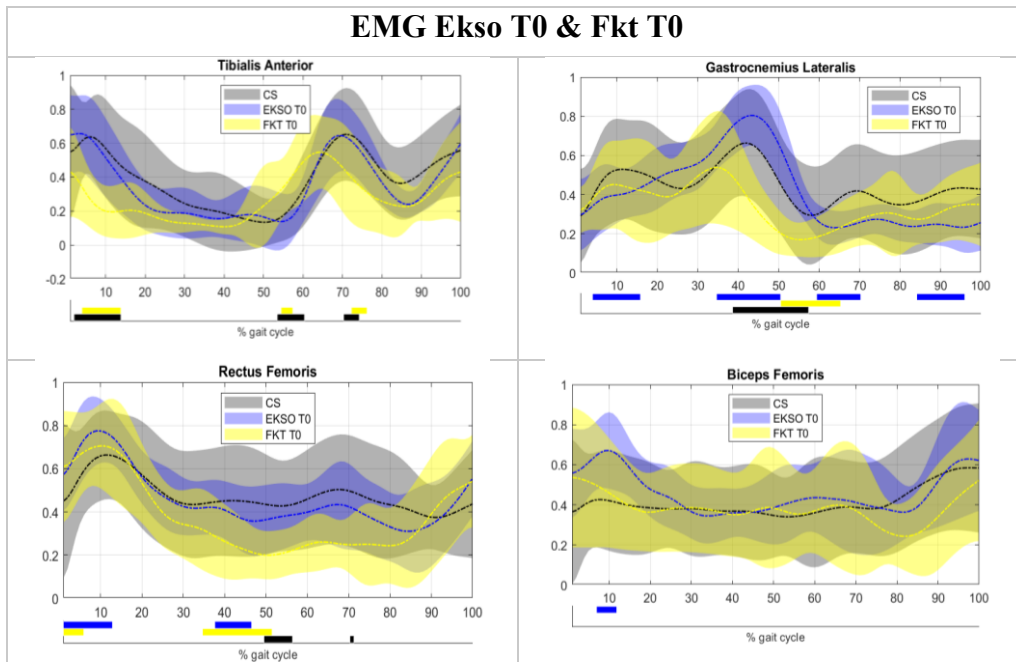 EMG Ekso T0 & Fkt T0
Tibialis Anterior
1
0.8
0.6
0.4
0.2
0
-0.2
CS
EKSO T0
FKT T0
10 20 30 40 50 60 70 80 90 100
% gait cycle
Gastrocnemius Lateralis
1
0.8
0.6
0.4
0.2
0
CS
EKSO T0
FKT T0
10 20 30 40 50 60 70 80 90 100
% gait cycle
Rectus Femoris
1
0.8
0.6
0.4
0.2
0
CS
EKSO T0
FKT T0
10 20 30 40 50 60 70 80 90 100
% gait cycle
Biceps Femoris
1
0.8
0.6
0.4
0.2
0
CS
EKSO T0
FKT T0
10 20 30 40 50 60 70 80 90 100
% gait cycle